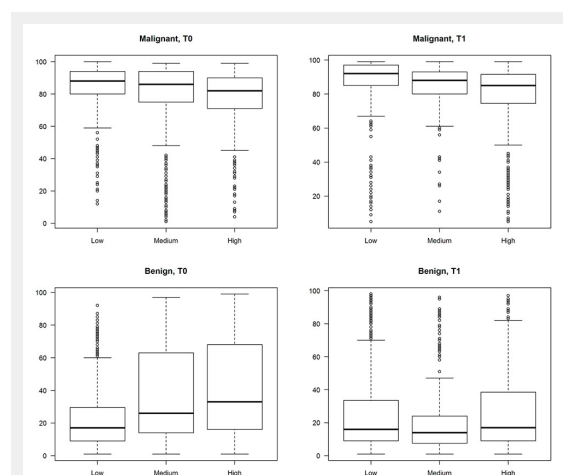 Malignant, T0
Malignant, T1
100
80
60
40
20
0
Low
Medium
High
100
80
60
40
20
Low
Medium
High
Benign, T0
Benign, T1
100
80
60
40
20
0
Low
Medium
High
100
80
60
40
20
0
Low
Medium
High